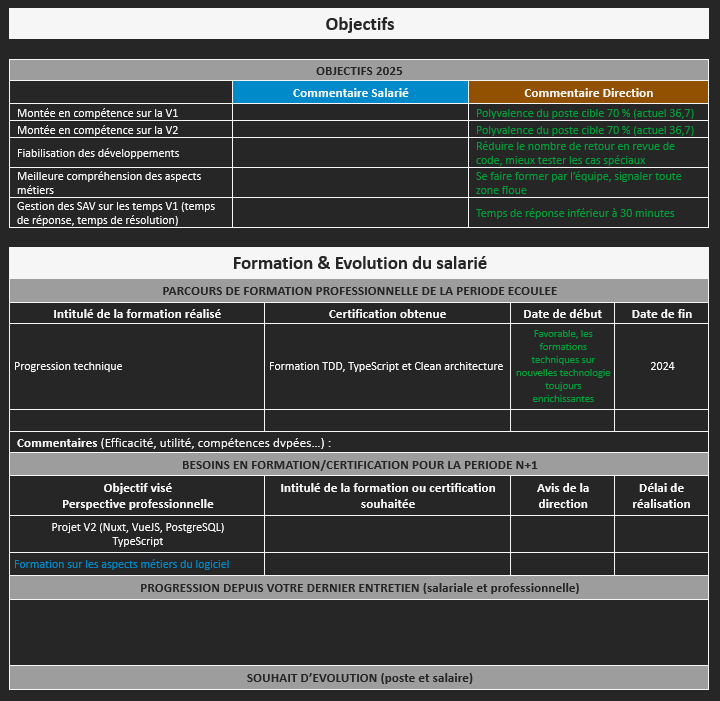 Objectifs
OBJECTIFS 2025
Commentaire Salarié
Commentaire Direction
Montée en compétence sur la V1
Polyvalence du poste cible 70 % (actuel 36,7)
Montée en compétence sur la V2
Polyvalence du poste cible 70 % (actuel 36,7)
Fiabilisation des développements
Réduire le nombre de retour en revue de
code, mieux tester les cas spéciaux
Meilleure compréhension des aspects
métiers
Se faire former par l'équipe, signaler toute
zone floue
Gestion des SAV sur les temps V1 (temps
de réponse, temps de résolution)
Temps de réponse inférieur à 30 minutes
Formation & Evolution du salarié
PARCOURS DE FORMATION PROFESSIONNELLE DE LA PERIODE ECOULEE
Intitulé de la formation réalisé
Certification obtenue
Date de début
Date de fin
Progression technique
Formation TDD, TypeScript et Clean architecture
Favorable, les
formations
techniques sur
nouvelles technologie
toujours
enrichissantes
2024
Commentaires (Efficacité, utilité, compétences dvpées…) :
BESOINS EN FORMATION/CERTIFICATION POUR LA PERIODE N+1
Objectif visé
Perspective professionnelle
Intitulé de la formation ou certification
souhaitée
Avis de la
direction
Délai de
réalisation
Projet V2 (Nuxt, VueJS, PostgreSQL)
TypeScript
Formation sur les aspects métiers du logiciel
PROGRESSION DEPUIS VOTRE DERNIER ENTRETIEN (salariale et professionnelle)
SOUHAIT D'EVOLUTION (poste et salaire)